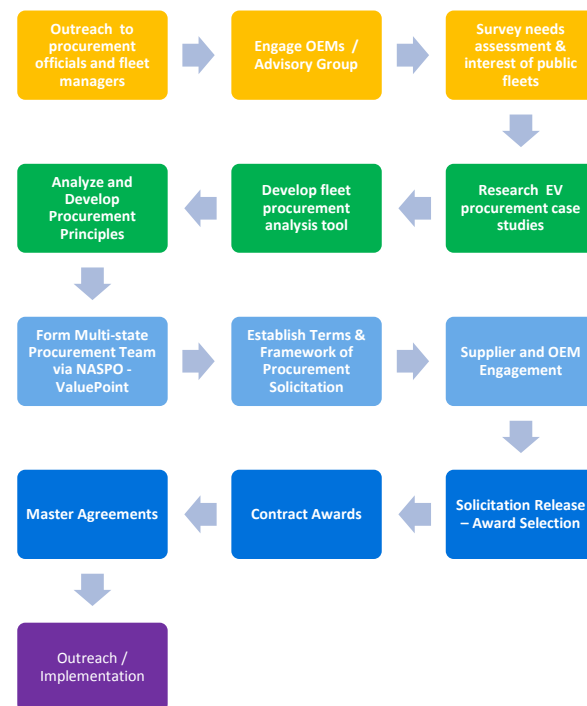 Outreach to
procurement
officials and fleet
managers
Engage OEMs /
Advisory Group
Survey needs
assessment &
interest of public
fleets
Analyze and
Develop
Procurement
Principles
Develop fleet
procurement
analysis tool
Research EV
procurement case
studies
Form Multi-state
Procurement Team
via NASPO -
ValuePoint
Establish Terms &
Framework of
Procurement
Solicitation
Supplier and OEM
Engagement
Master Agreements
Contract Awards
Solicitation Release
– Award Selection
Outreach /
Implementation